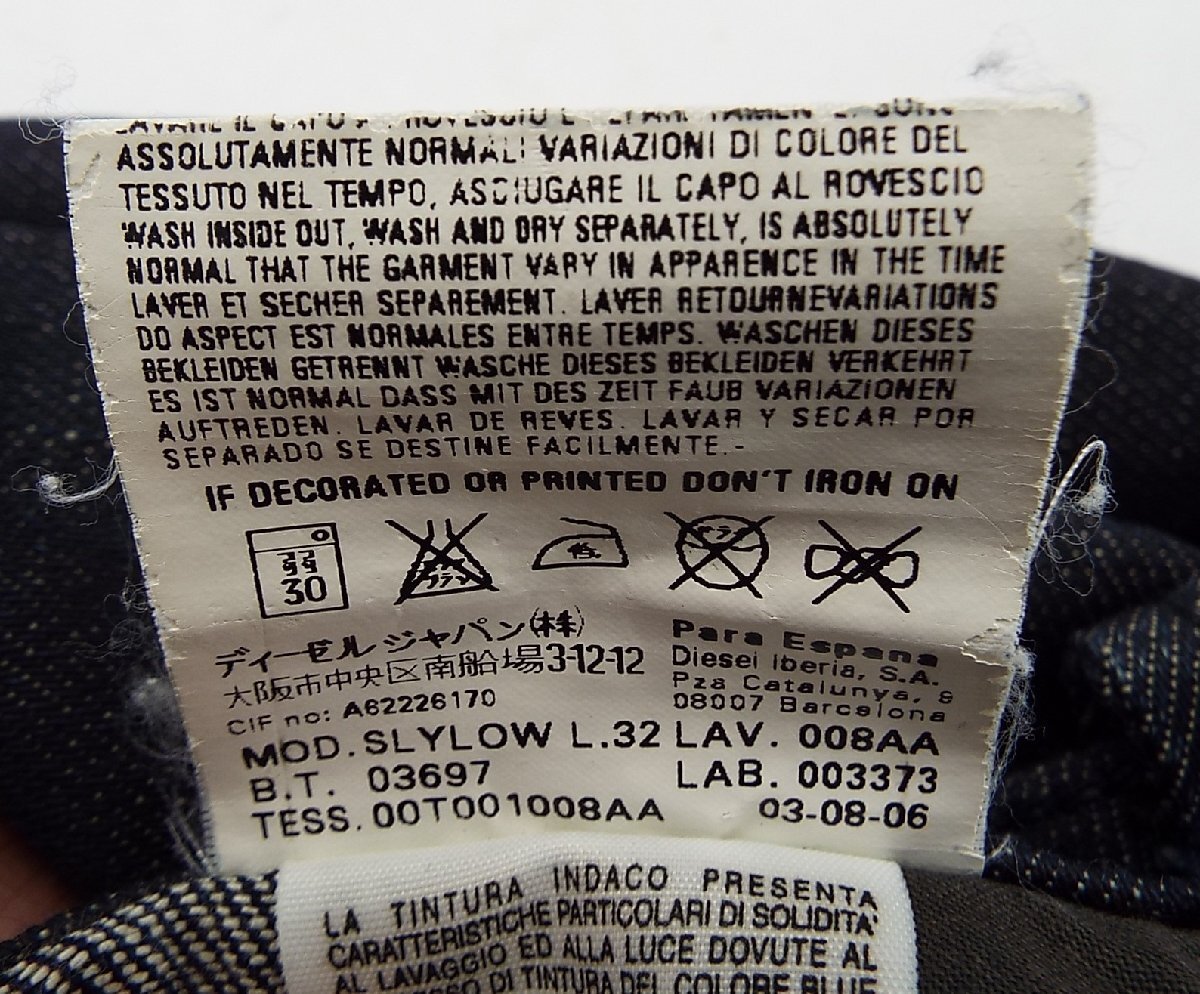 LAVARE IL CAPO ROVESCIO E SONO
ASSOLUTAMENTE NORMALI VARIAZIONI DI COLORE DEL
TESSUTO NEL TEMPO, ASCIUGARE IL CAPO AL ROVESCIO
WASH INSIDE OUT, WASH AND DRY SEPARATELY, IS ABSOLUTELY
NORMAL THAT THE GARMENT VARY IN APPARENCE IN THE TIME
LAVER ET SECHER SEPAREMENT. LAVER RETOURNEVARIATIONS
DO ASPECT EST NORMALES ENTRE TEMPS. WASCHEN DIESES
BEKLEIDEN GETRENNT WASCHE DIESES BEKLEIDEN VERKEHRT
ES IST NORMAL DASS MIT DES ZEIT FAUB VARIAZIONEN
AUFTREDEN. LAVAR DE REVES. LAVAR Y SECAR POR
SEPARADO SE DESTINE FACILMENTE.-
IF DECORATED OR PRINTED DON'T IRON ON
30
ディーゼルジャパン(株)
大阪市中央区南船場3-12-12
CIF no: A62226170
Para Espana
Diesel Iberia, S.A.
Pza Catalunya, 9
08007 Barcelona
MOD. SLYLOW L.32 LAV. 008AA
B.T. 03697 LAB. 003373
TESS. 00T001008AA 03-08-06
LA TINTURA INDACO PRESENTA
CARATTERISTICHE PARTICOLARI DI SOLIDITA'
AL LAVAGGIO ED ALLA LUCE DOVUTE AL
DI TINTURA DEL COLORE BLUE